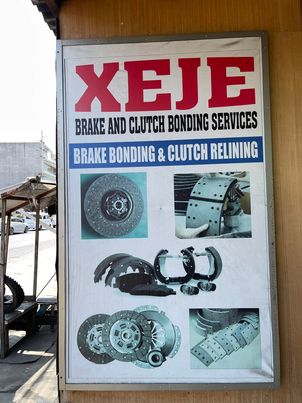 XEJE
BRAKE AND CLUTCH BONDING SERVICES
BRAKE BONDING & CLUTCH RELINING